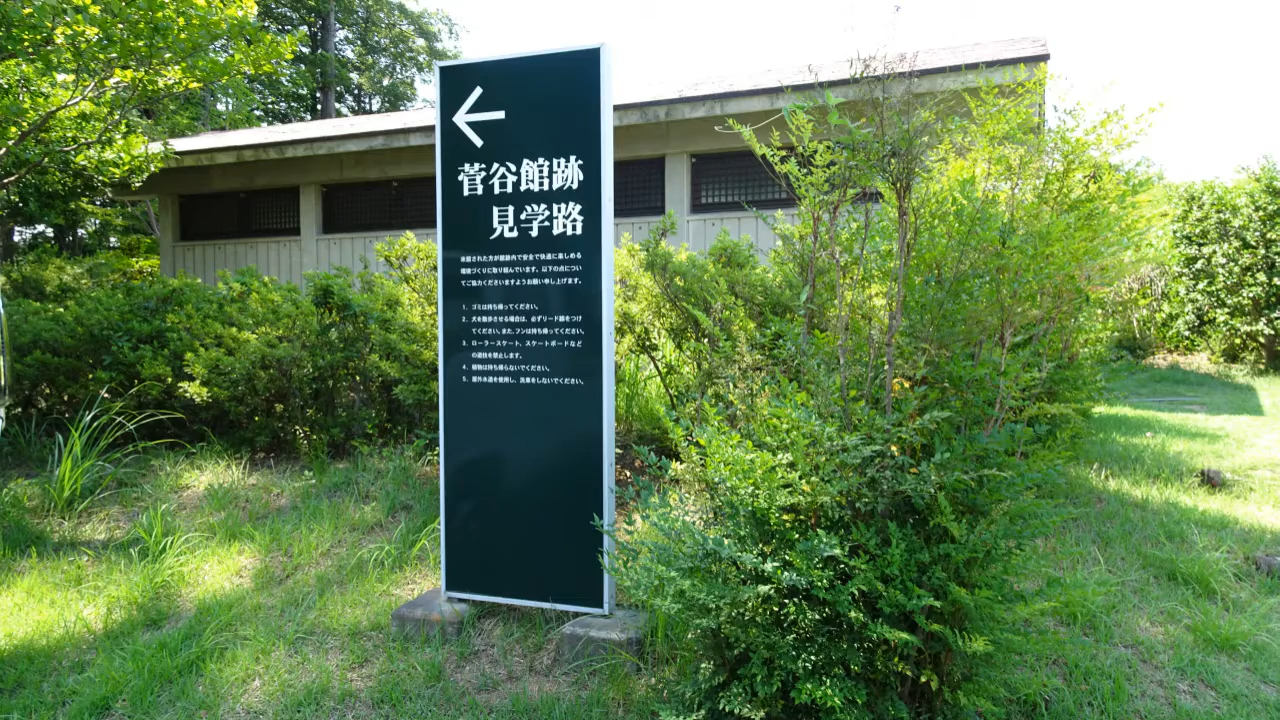 ←
菅谷館跡
見学路
来館された方が館跡内で安全で快適に楽しめる
環境づくりに取り組んでいます。以下の点につい
てご協力くださいますようお願い申し上げます。
1. ゴミは持ち帰ってください。
2. 犬を散歩させる場合は、必ずリード線をつけ
てください。また、フンは持ち帰ってください。
3. ローラースケート、スケートボードなど
の遊技を禁止します。
4. 植物は持ち帰らないでください。
5. 屋外水道を使用し、洗車をしないでください。